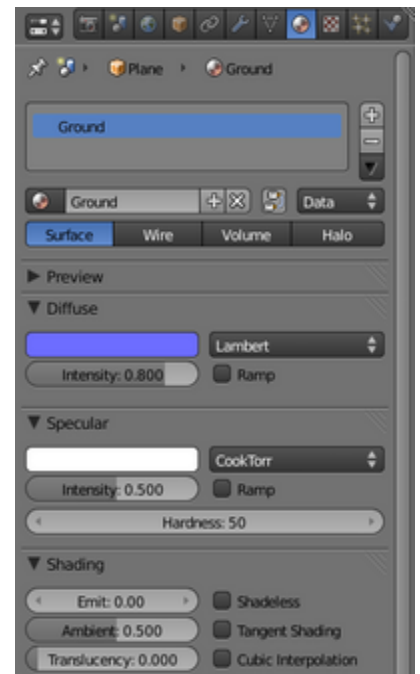 Plane Ground
Ground
Ground Data
Surface Wire Volume Halo
Preview
Diffuse
Lambert
Intensity: 0.800 Ramp
Specular
CookTorr
Intensity: 0.500 Ramp
Hardness: 50
Shading
Emit: 0.00 Shadeless
Ambient: 0.500 Tangent Shading
Translucency: 0.000 Cubic Interpolation